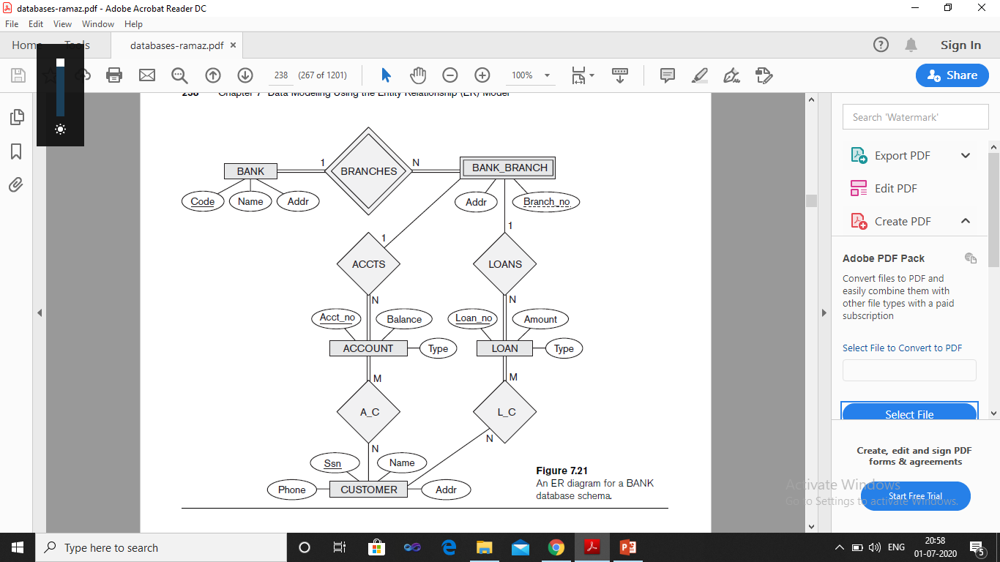 databases-ramaz.pdf - Adobe Acrobat Reader DC
File Edit View Window Help
Home Tools databases-ramaz.pdf
Sign In
238 (267 of 1201) 100%
Share
238 Chapter 7 Data Modeling Using the Entity Relationship (ER) Model
BANK 1 BRANCHES N BANK_BRANCH
Code Name Addr Addr Branch_no
1 1
ACCTS LOANS
N N
Acct_no Balance Loan_no Amount
ACCOUNT Type LOAN Type
M M
A_C L_C
N N
Ssn Name
Phone CUSTOMER Addr
Figure 7.21
An ER diagram for a BANK
database schema.
Search 'Watermark'
Export PDF
Edit PDF
Create PDF
Adobe PDF Pack
Convert files to PDF and
easily combine them with
other file types with a paid
subscription
Select File to Convert to PDF
Select File
Create, edit and sign PDF
forms & agreements
Start Free Trial
Activate Windows
Go to Settings to activate Windows.
Type here to search
ENG
20:58
01-07-2020
5